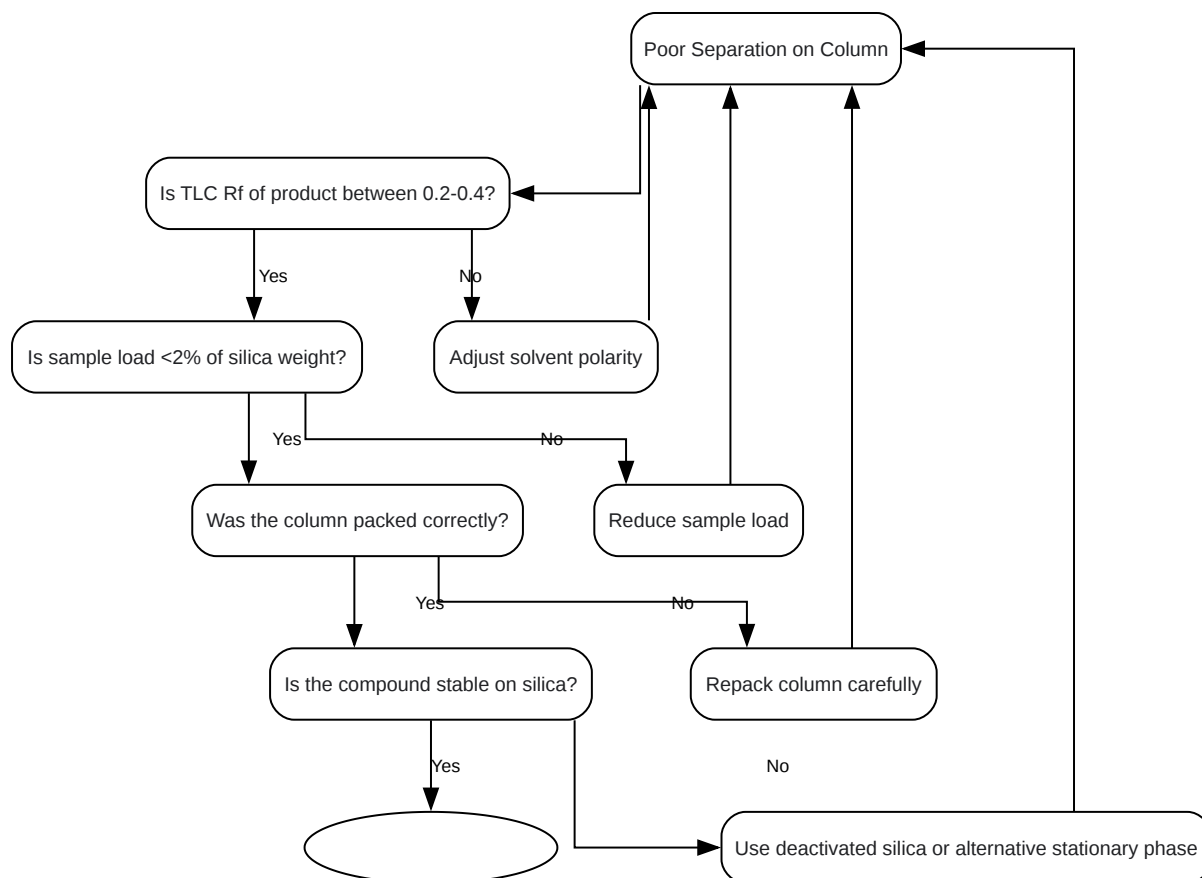 Poor Separation on Column
Is TLC Rf of product between 0.2-0.4?
Yes
No
Is sample load <2% of silica weight?
Adjust solvent polarity
Yes
No
Was the column packed correctly?
Reduce sample load
Yes
No
Is the compound stable on silica?
Repack column carefully
Yes
No
Use deactivated silica or alternative stationary phase